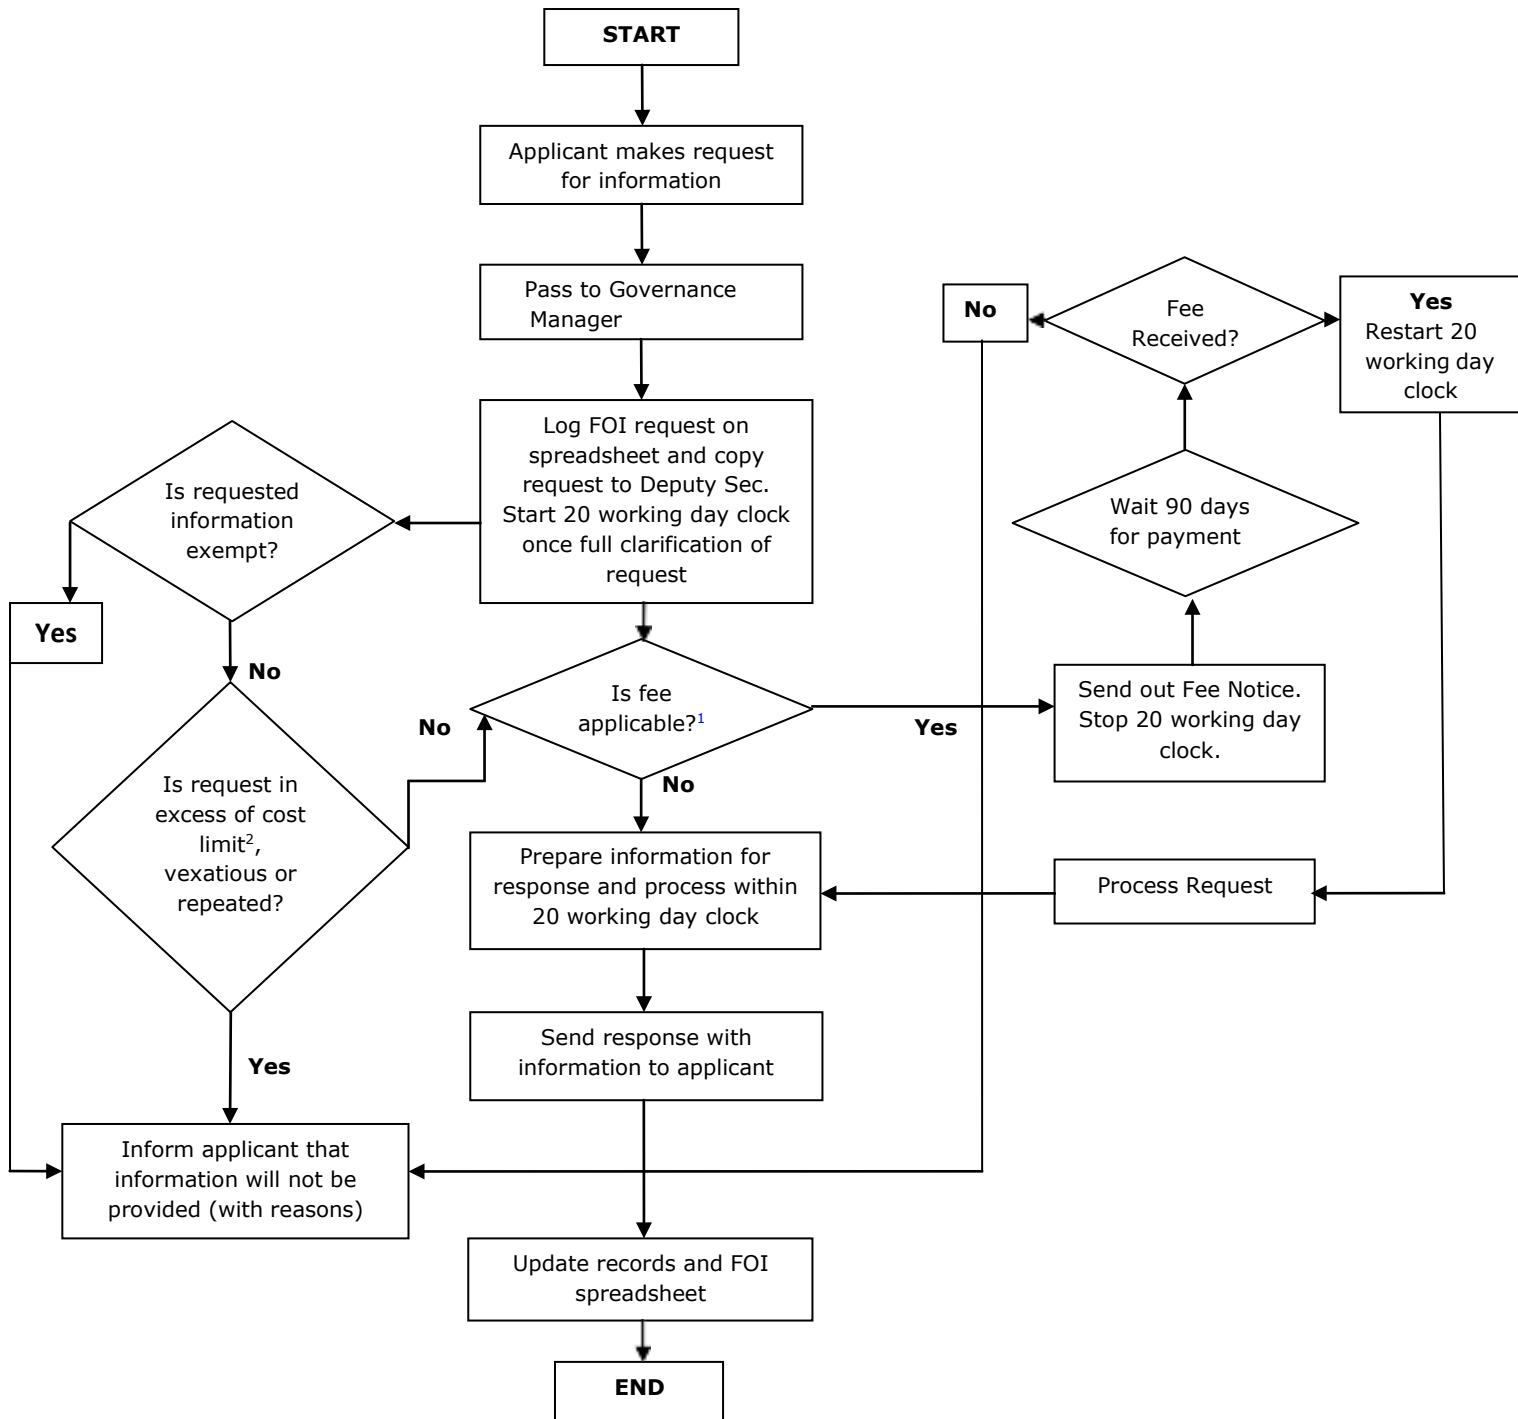 START
Applicant makes request
for information
Pass to Governance
Manager
Log FOI request on
spreadsheet and copy
request to Deputy Sec.
Start 20 working day clock
once full clarification of
request
Is requested
information
exempt?
Yes
No
Is request in
excess of cost
limit²,
vexatious or
repeated?
No
Yes
Inform applicant that
information will not be
provided (with reasons)
Is fee
applicable?¹
Yes
No
Send out Fee Notice.
Stop 20 working day
clock.
Wait 90 days
for payment
Fee
Received?
No
Yes
Restart 20
working day
clock
Process Request
Prepare information for
response and process within
20 working day clock
Send response with
information to applicant
Update records and FOI
spreadsheet
END